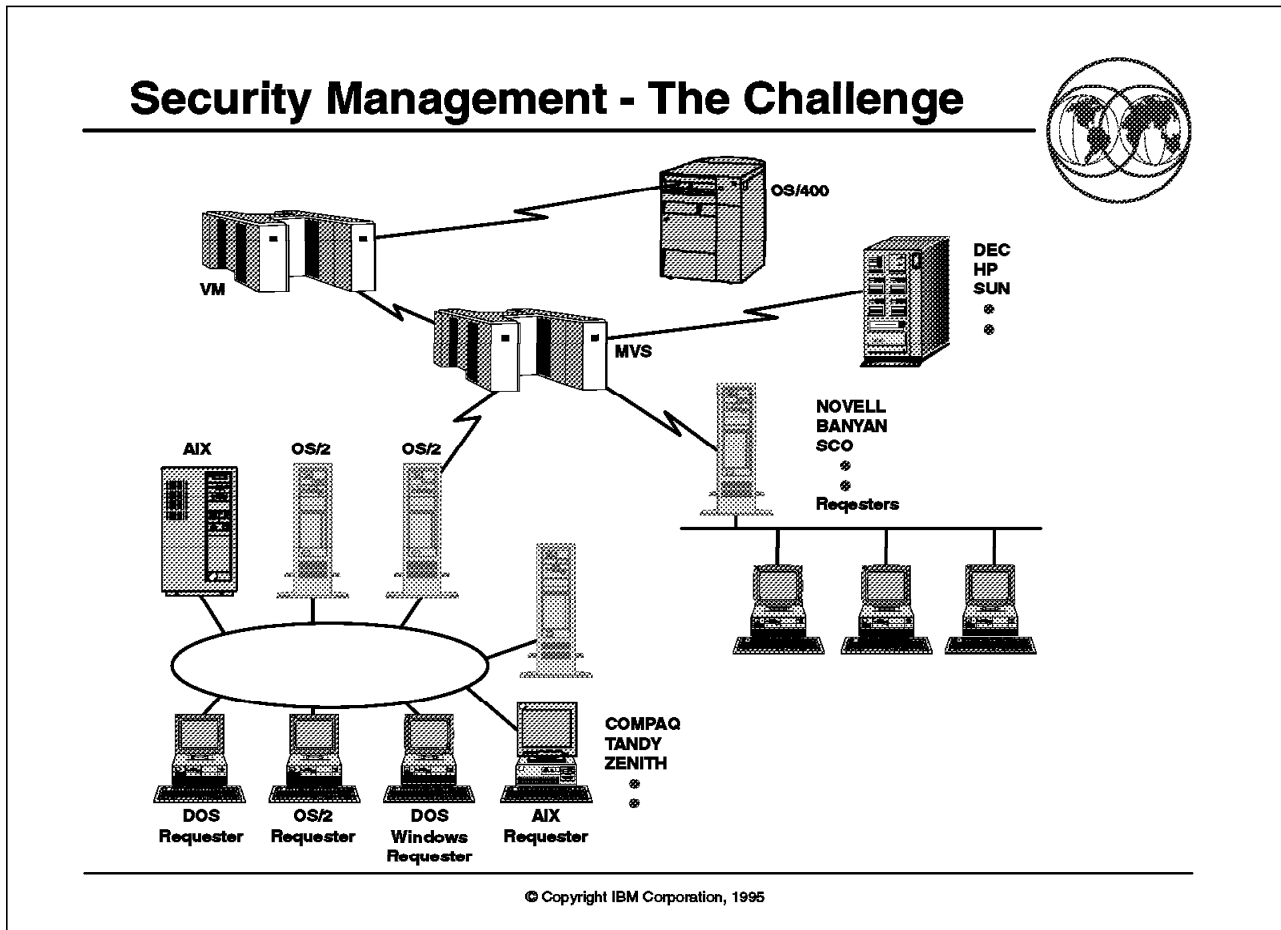 Security Management - The Challenge
OS/400
VM
DEC
HP
SUN
MVS
NOVELL
BANYAN
SCO
Reqesters
AIX
OS/2
OS/2
COMPAQ
TANDY
ZENITH
DOS
Requester
OS/2
Requester
DOS
Windows
Requester
AIX
Requester
© Copyright IBM Corporation, 1995